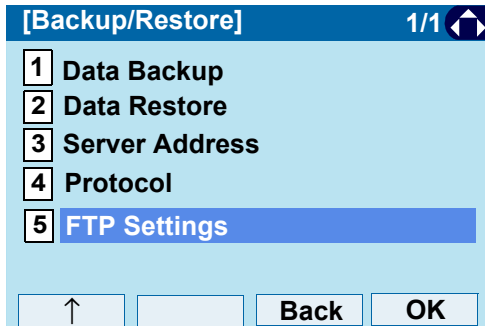 [Backup/Restore] 1/1
1 Data Backup
2 Data Restore
3 Server Address
4 Protocol
5 FTP Settings
↑ Back OK